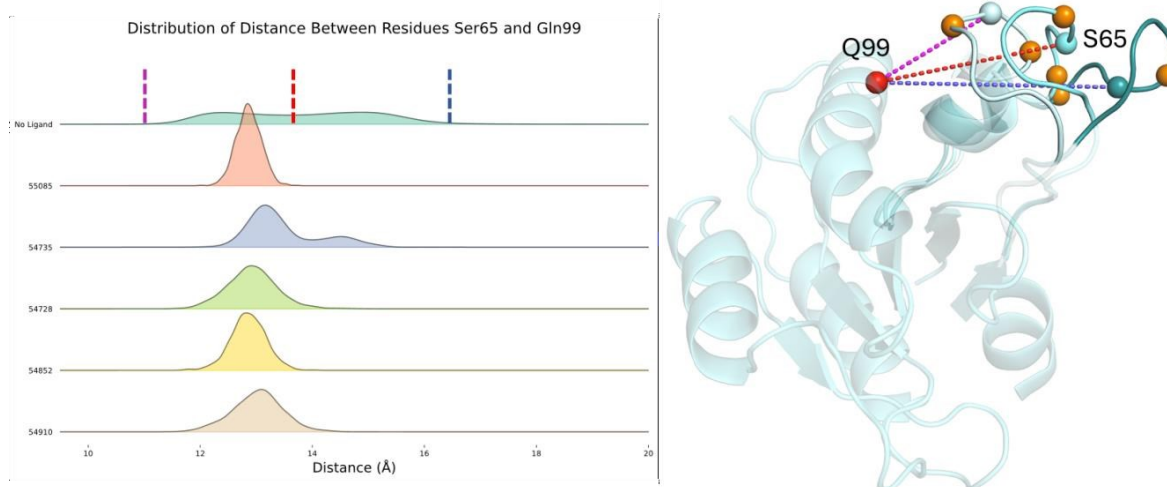 Distribution of Distance Between Residues Ser65 and Gln99
No Ligand
55085
54735
54728
54852
54910
10 12 14 16 18 20
Distance (Å)
Q99
S65